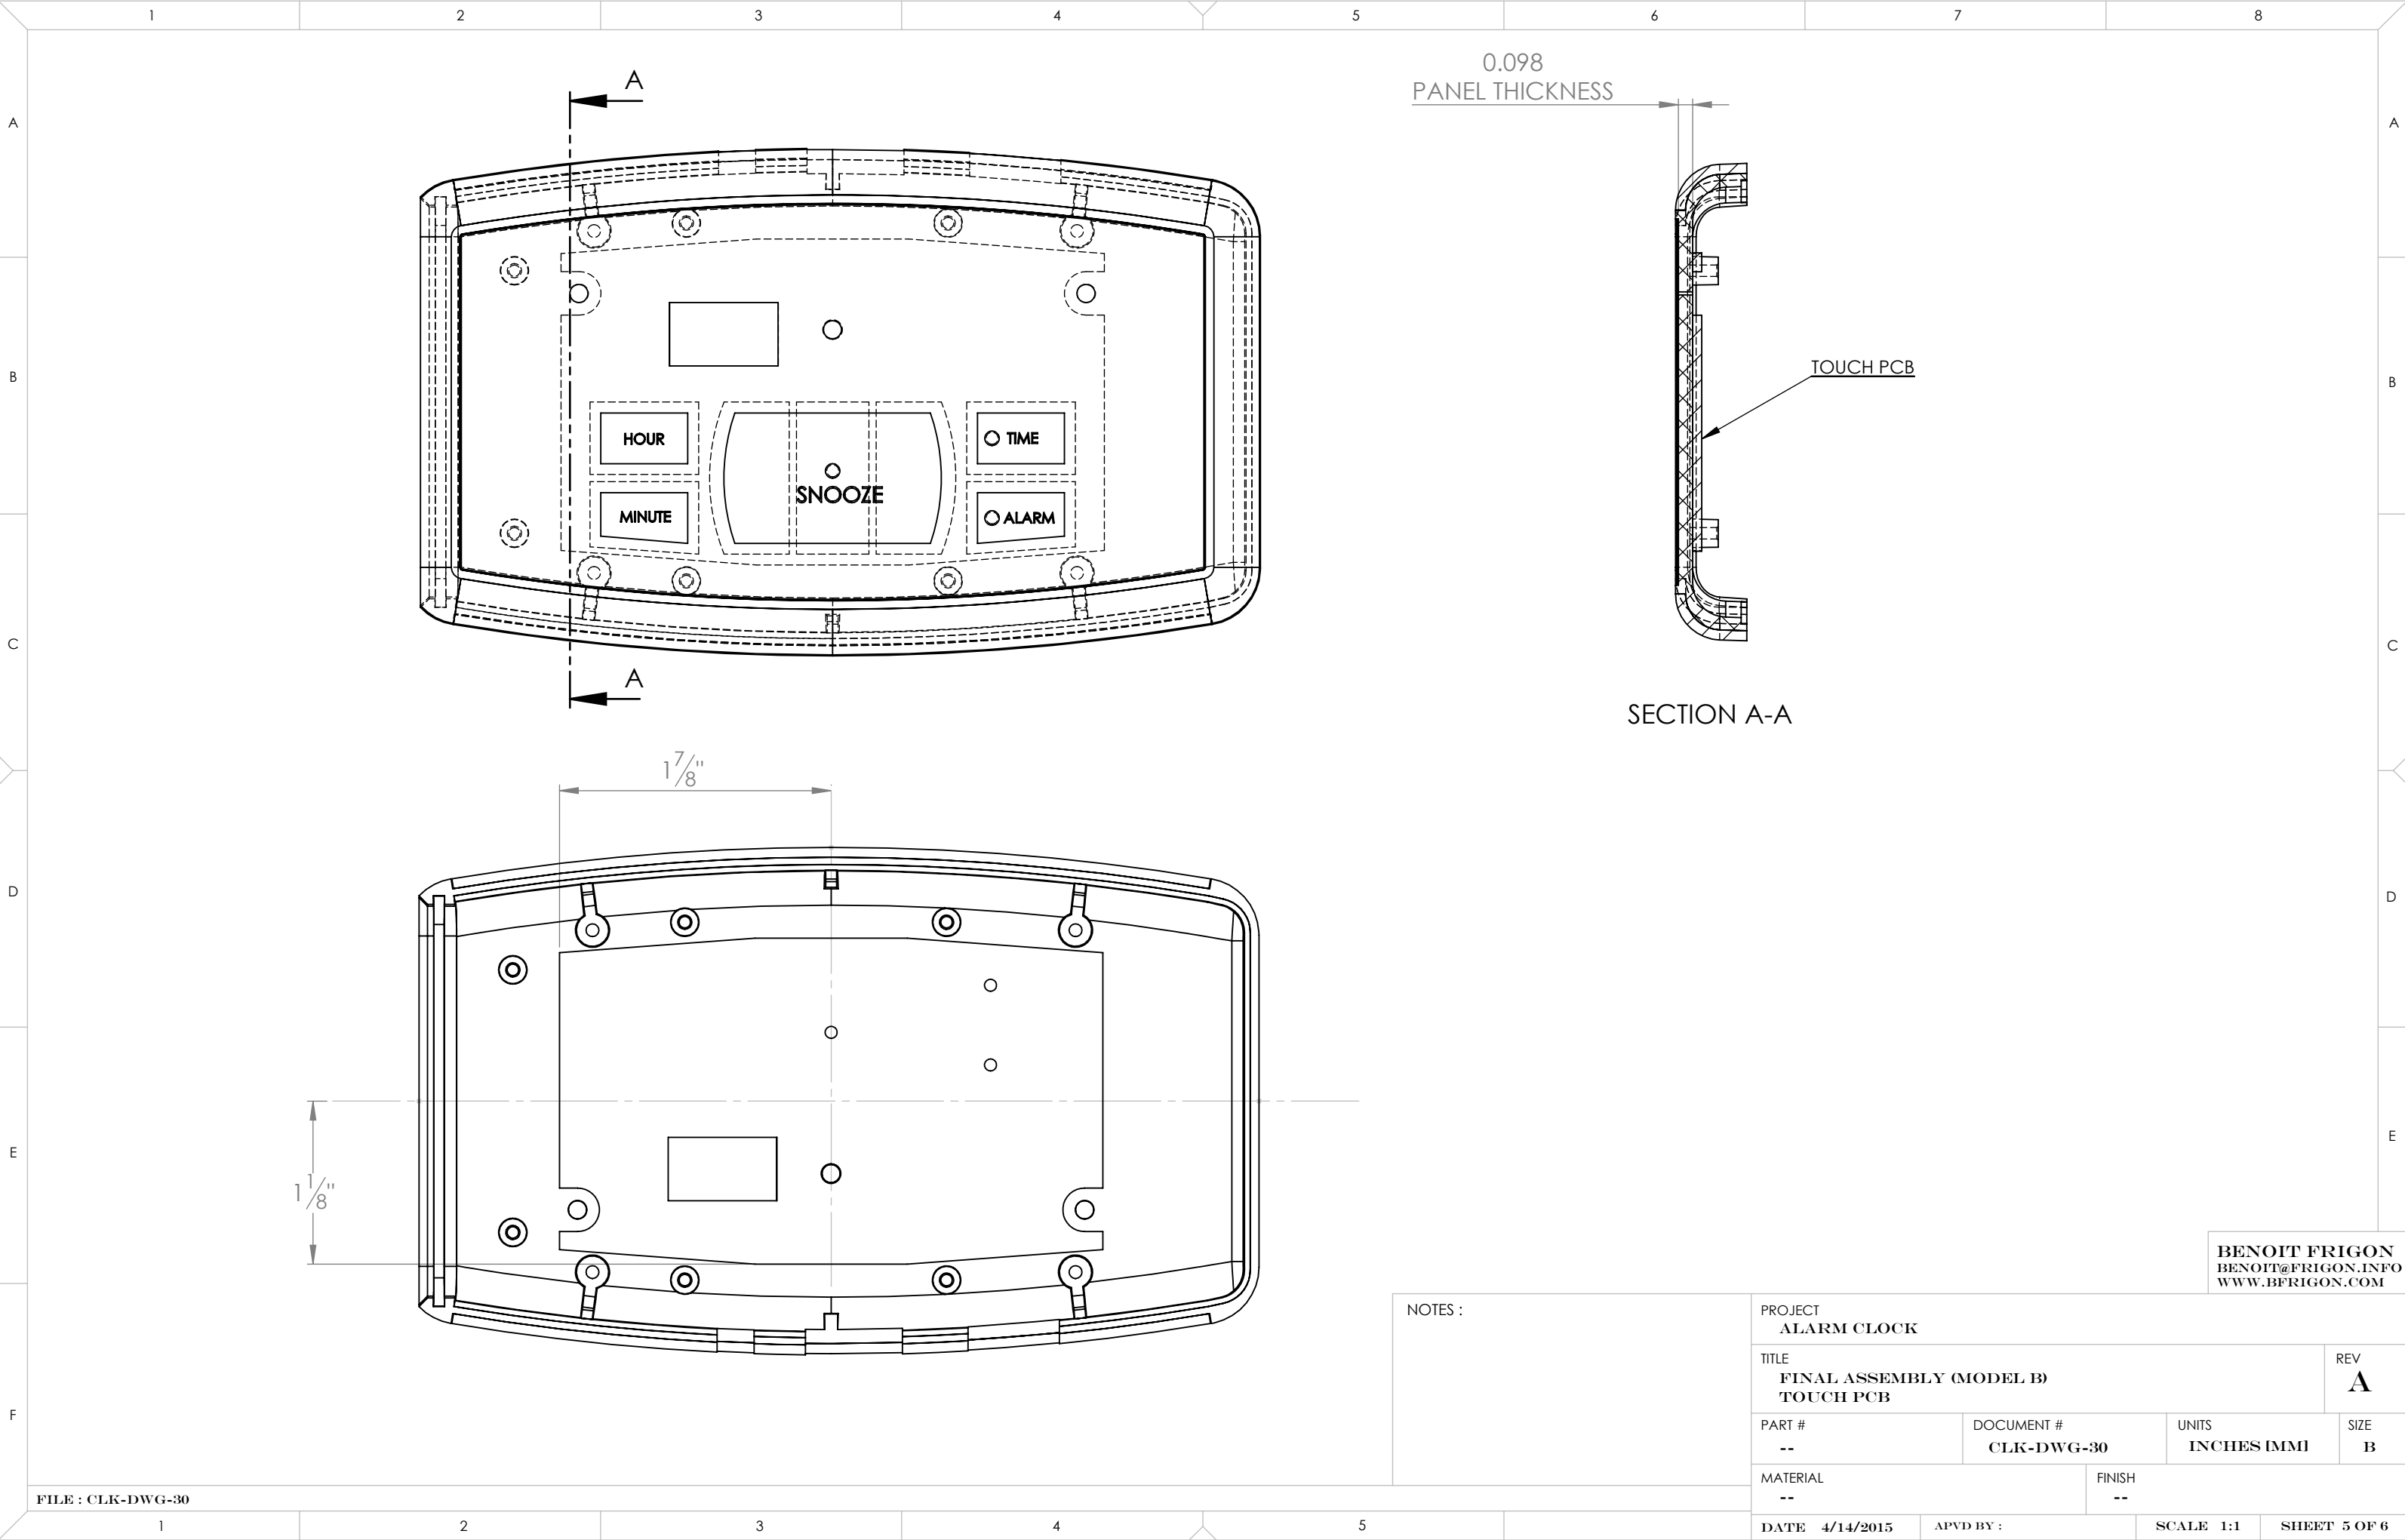 1 2 3 4 5 6 7 8
A
A
0.098
PANEL THICKNESS
A A
B B
TOUCH PCB
HOUR
TIME
SNOOZE
MINUTE
ALARM
C C
A
SECTION A-A
1 7/8"
D D
E E
1 1/8"
BENOIT FRIGON
BENOIT@FRIGON.INFO
WWW.BFRIGON.COM
NOTES :
PROJECT
ALARM CLOCK
TITLE
FINAL ASSEMBLY (MODEL B)
TOUCH PCB
REV
A
F
PART #
--
DOCUMENT #
CLK-DWG-30
UNITS
INCHES [MM]
SIZE
B
MATERIAL
--
FINISH
--
FILE : CLK-DWG-30
DATE 4/14/2015
APVD BY :
SCALE 1:1
SHEET 5 OF 6
1 2 3 4 5